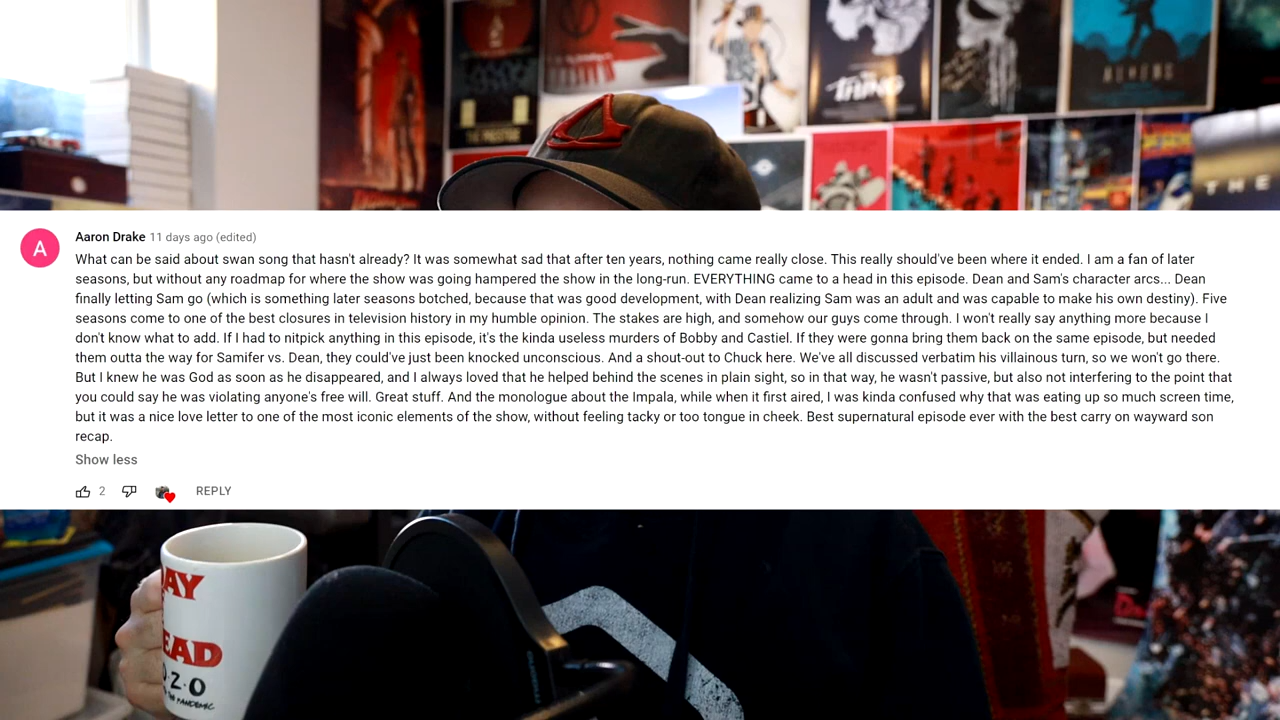 THE THING
ALIENS
THE
Aaron Drake 11 days ago (edited)
What can be said about swan song that hasn't already? It was somewhat sad that after ten years, nothing came really close. This really should've been where it ended. I am a fan of later
seasons, but without any roadmap for where the show was going hampered the show in the long-run. EVERYTHING came to a head in this episode. Dean and Sam's character arcs... Dean
finally letting Sam go (which is something later seasons botched, because that was good development, with Dean realizing Sam was an adult and was capable to make his own destiny). Five
seasons come to one of the best closures in television history in my humble opinion. The stakes are high, and somehow our guys come through. I won't really say anything more because I
don't know what to add. If I had to nitpick anything in this episode, it's the kinda useless murders of Bobby and Castiel. If they were gonna bring them back on the same episode, but needed
them outta the way for Samifer vs. Dean, they could've just been knocked unconscious. And a shout-out to Chuck here. We've all discussed verbatim his villainous turn, so we won't go there.
But I knew he was God as soon as he disappeared, and I always loved that he helped behind the scenes in plain sight, so in that way, he wasn't passive, but also not interfering to the point that
you could say he was violating anyone's free will. Great stuff. And the monologue about the Impala, while when it first aired, I was kinda confused why that was eating up so much screen time,
but it was a nice love letter to one of the most iconic elements of the show, without feeling tacky or too tongue in cheek. Best supernatural episode ever with the best carry on wayward son
recap.
Show less
A
2
REPLY
AY
EAD
2·0
PANDEMIC